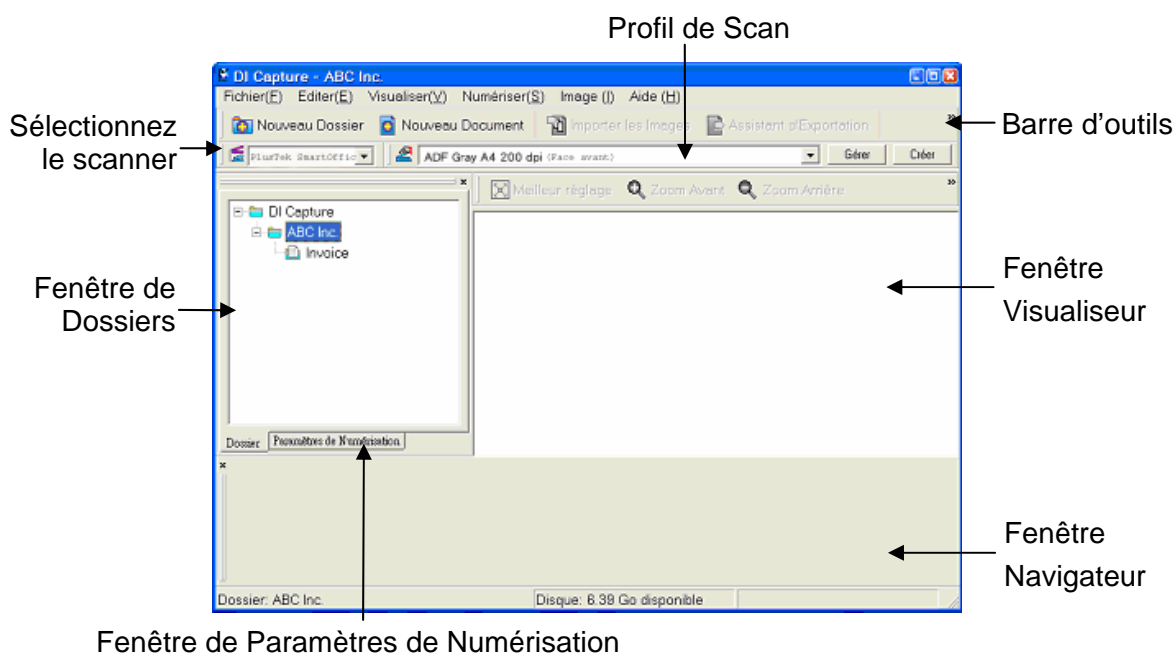 Profil de Scan
DI Capture - ABC Inc.
Fichier(F) Editer(E) Visualiser(V) Numériser(S) Image (I) Aide (H)
Sélectionnez
le scanner
Nouveau Dossier Nouveau Document Importer les Images Assistant d'Exportation
Barre d'outils
PlusTek SmartOffic ADF Gray A4 200 dpi (Face avant) Gérer Créer
Meilleur réglage Zoom Avant Zoom Arrière
DI Capture
ABC Inc.
Invoice
Fenêtre de
Dossiers
Fenêtre
Visualiseur
Dossier Paramètres de Numérisation
Fenêtre
Navigateur
Dossier: ABC Inc. Disque: 6.39 Go disponible
Fenêtre de Paramètres de Numérisation